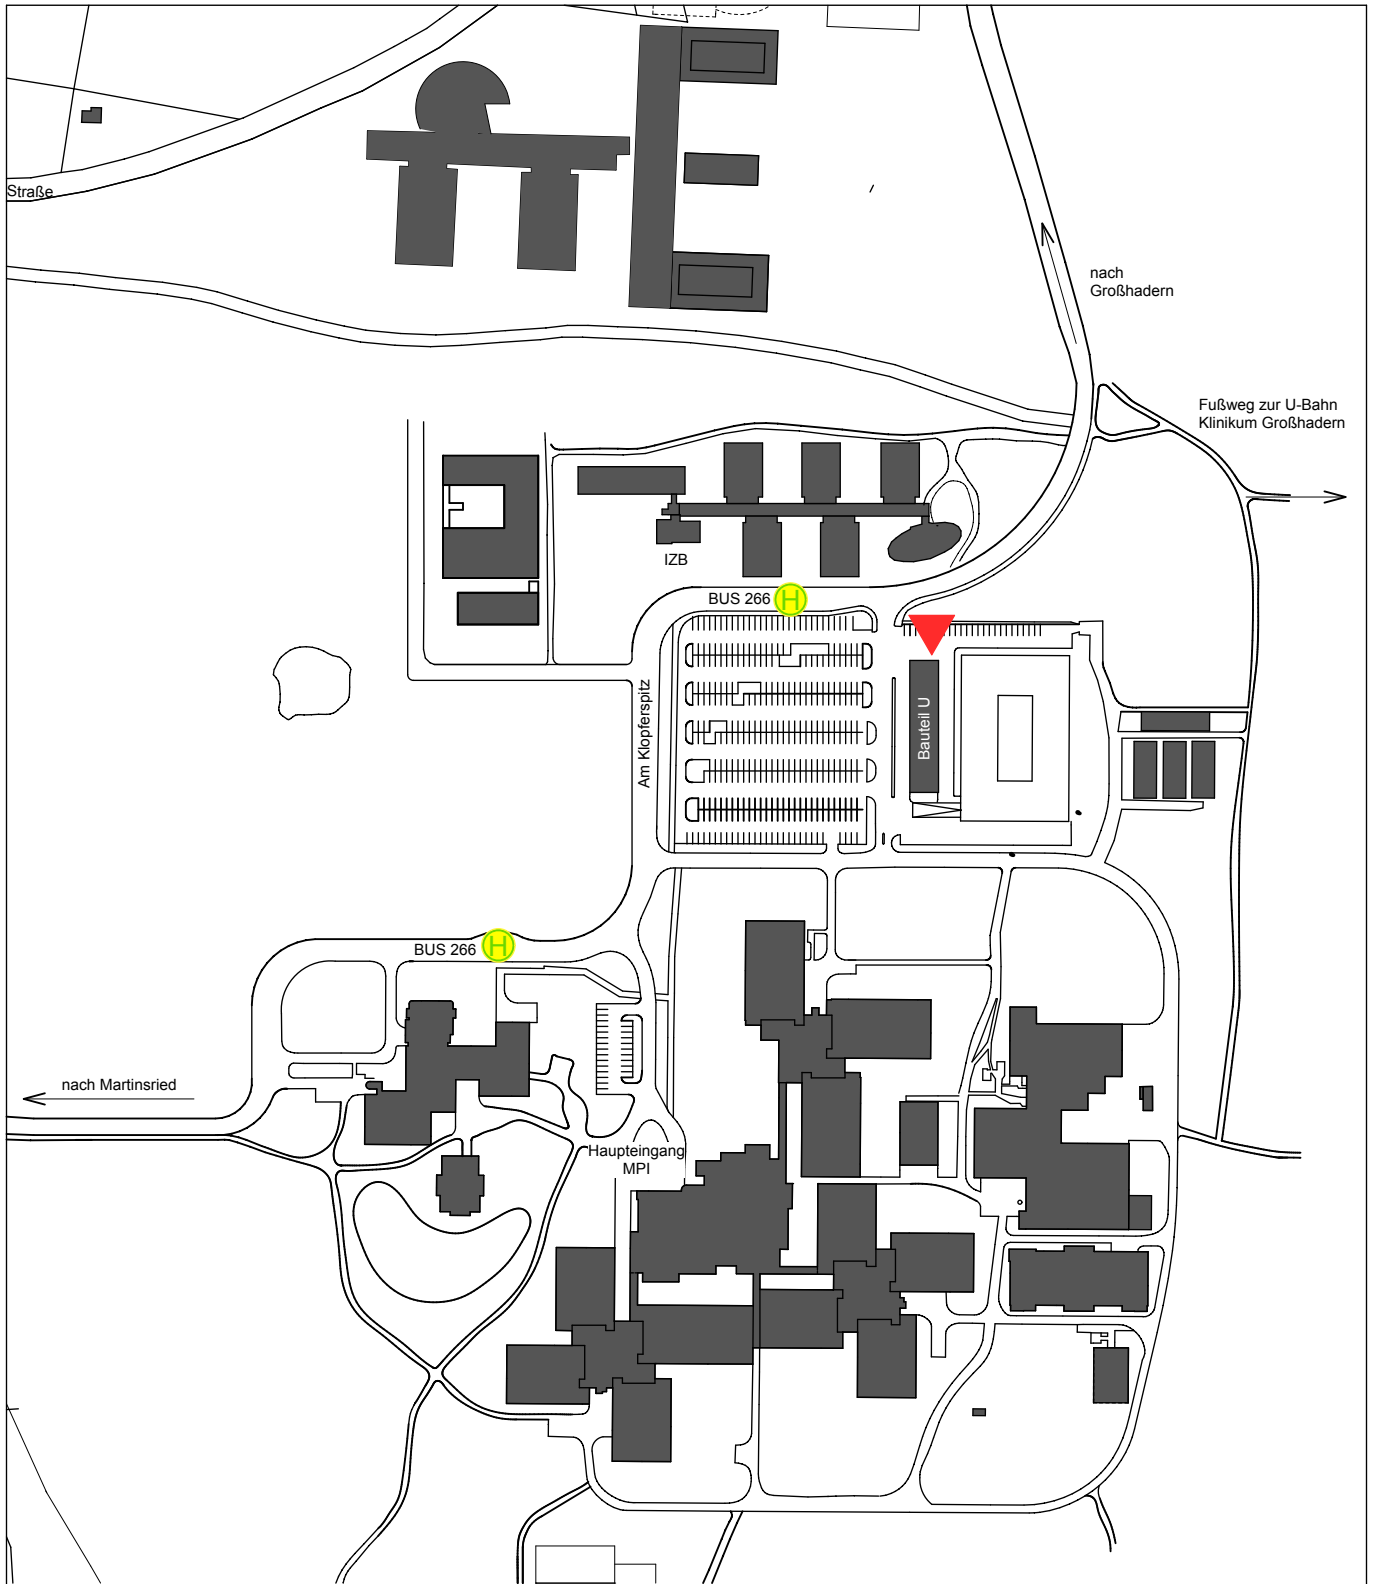 Straße
nach
Großhadern
Fußweg zur U-Bahn
Klinikum Großhadern
IZB
BUS 266 H
Am Klopferspitz
Bauteil U
BUS 266 H
nach Martinsried
Haupteingang
MPI